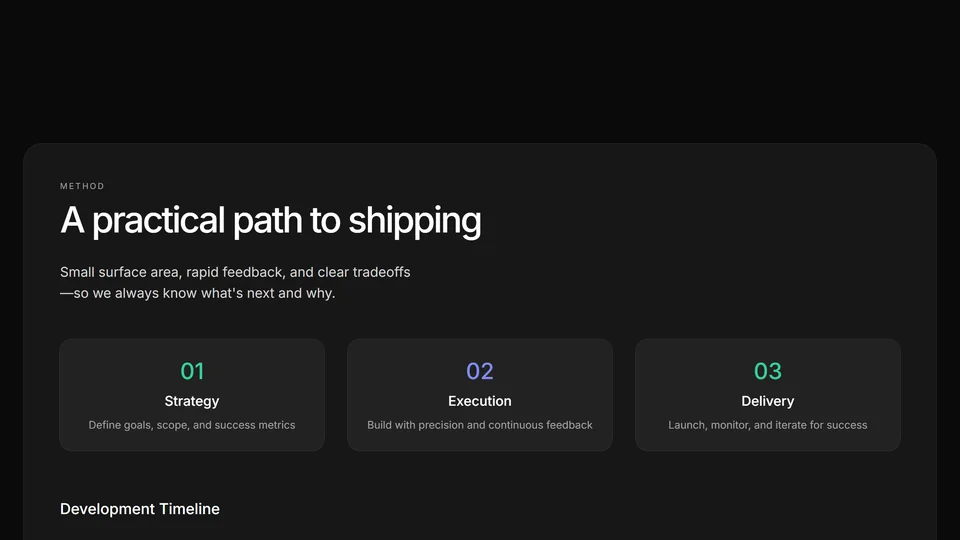 METHOD
A practical path to shipping
Small surface area, rapid feedback, and clear tradeoffs
—so we always know what's next and why.
01
Strategy
Define goals, scope, and success metrics
02
Execution
Build with precision and continuous feedback
03
Delivery
Launch, monitor, and iterate for success
Development Timeline